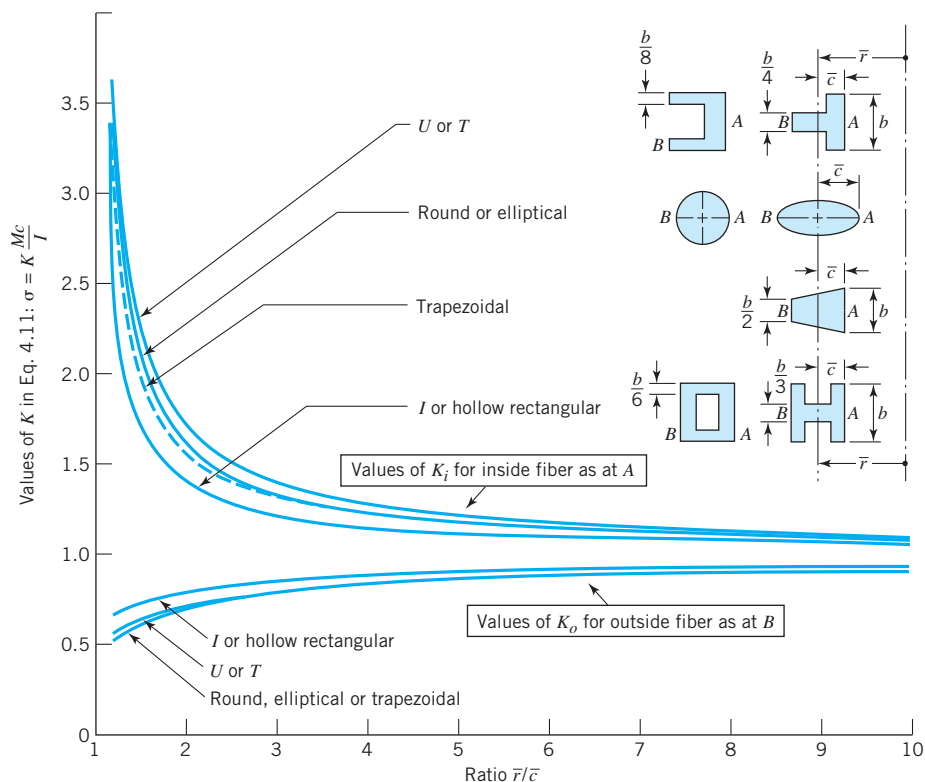 Values of K in Eq. 4.11: σ = K Mc/I
3.5
3.0
2.5
2.0
1.5
1.0
0.5
0
1
2
3
4
5
6
7
8
9
10
Ratio r̅/c̅
U or T
Round or elliptical
Trapezoidal
I or hollow rectangular
Values of Kᵢ for inside fiber as at A
Values of Kₒ for outside fiber as at B
I or hollow rectangular
U or T
Round, elliptical or trapezoidal
b/8
A
B
b/4
r̅
c̅
B
A
b
B
A
c̅
B
A
c̅
b/2
B
A
b
b/6
B
A
b/3
c̅
B
A
b
r̅